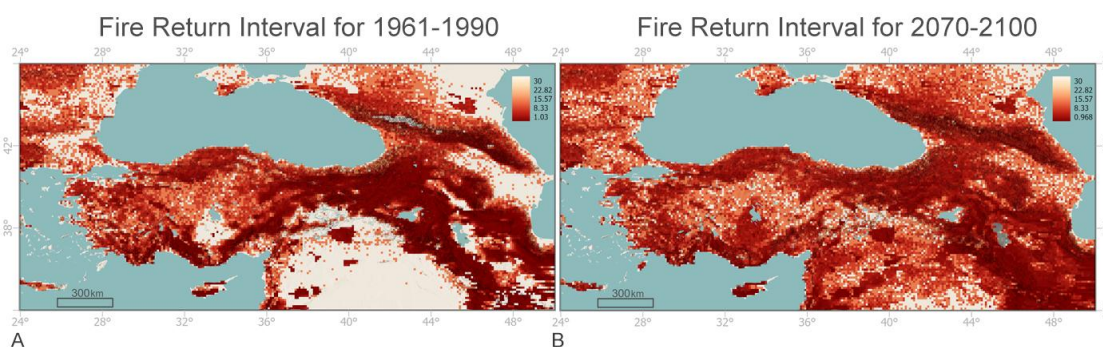 Fire Return Interval for 1961-1990
24° 28° 32° 36° 40° 44° 48°
30
22.82
15.57
8.33
1.03
42°
38°
300km
24° 28° 32° 36° 40° 44° 48°
A
Fire Return Interval for 2070-2100
24° 28° 32° 36° 40° 44° 48°
30
22.82
15.57
8.33
0.968
300km
24° 28° 32° 36° 40° 44° 48°
B